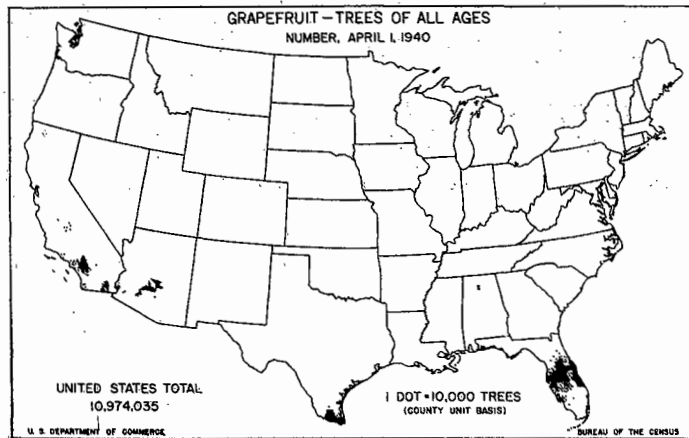 GRAPEFRUIT—TREES OF ALL AGES
NUMBER, APRIL 1, 1940
UNITED STATES TOTAL
10,974,035
1 DOT = 10,000 TREES
(COUNTY UNIT BASIS)
U. S. DEPARTMENT OF COMMERCE
BUREAU OF THE CENSUS